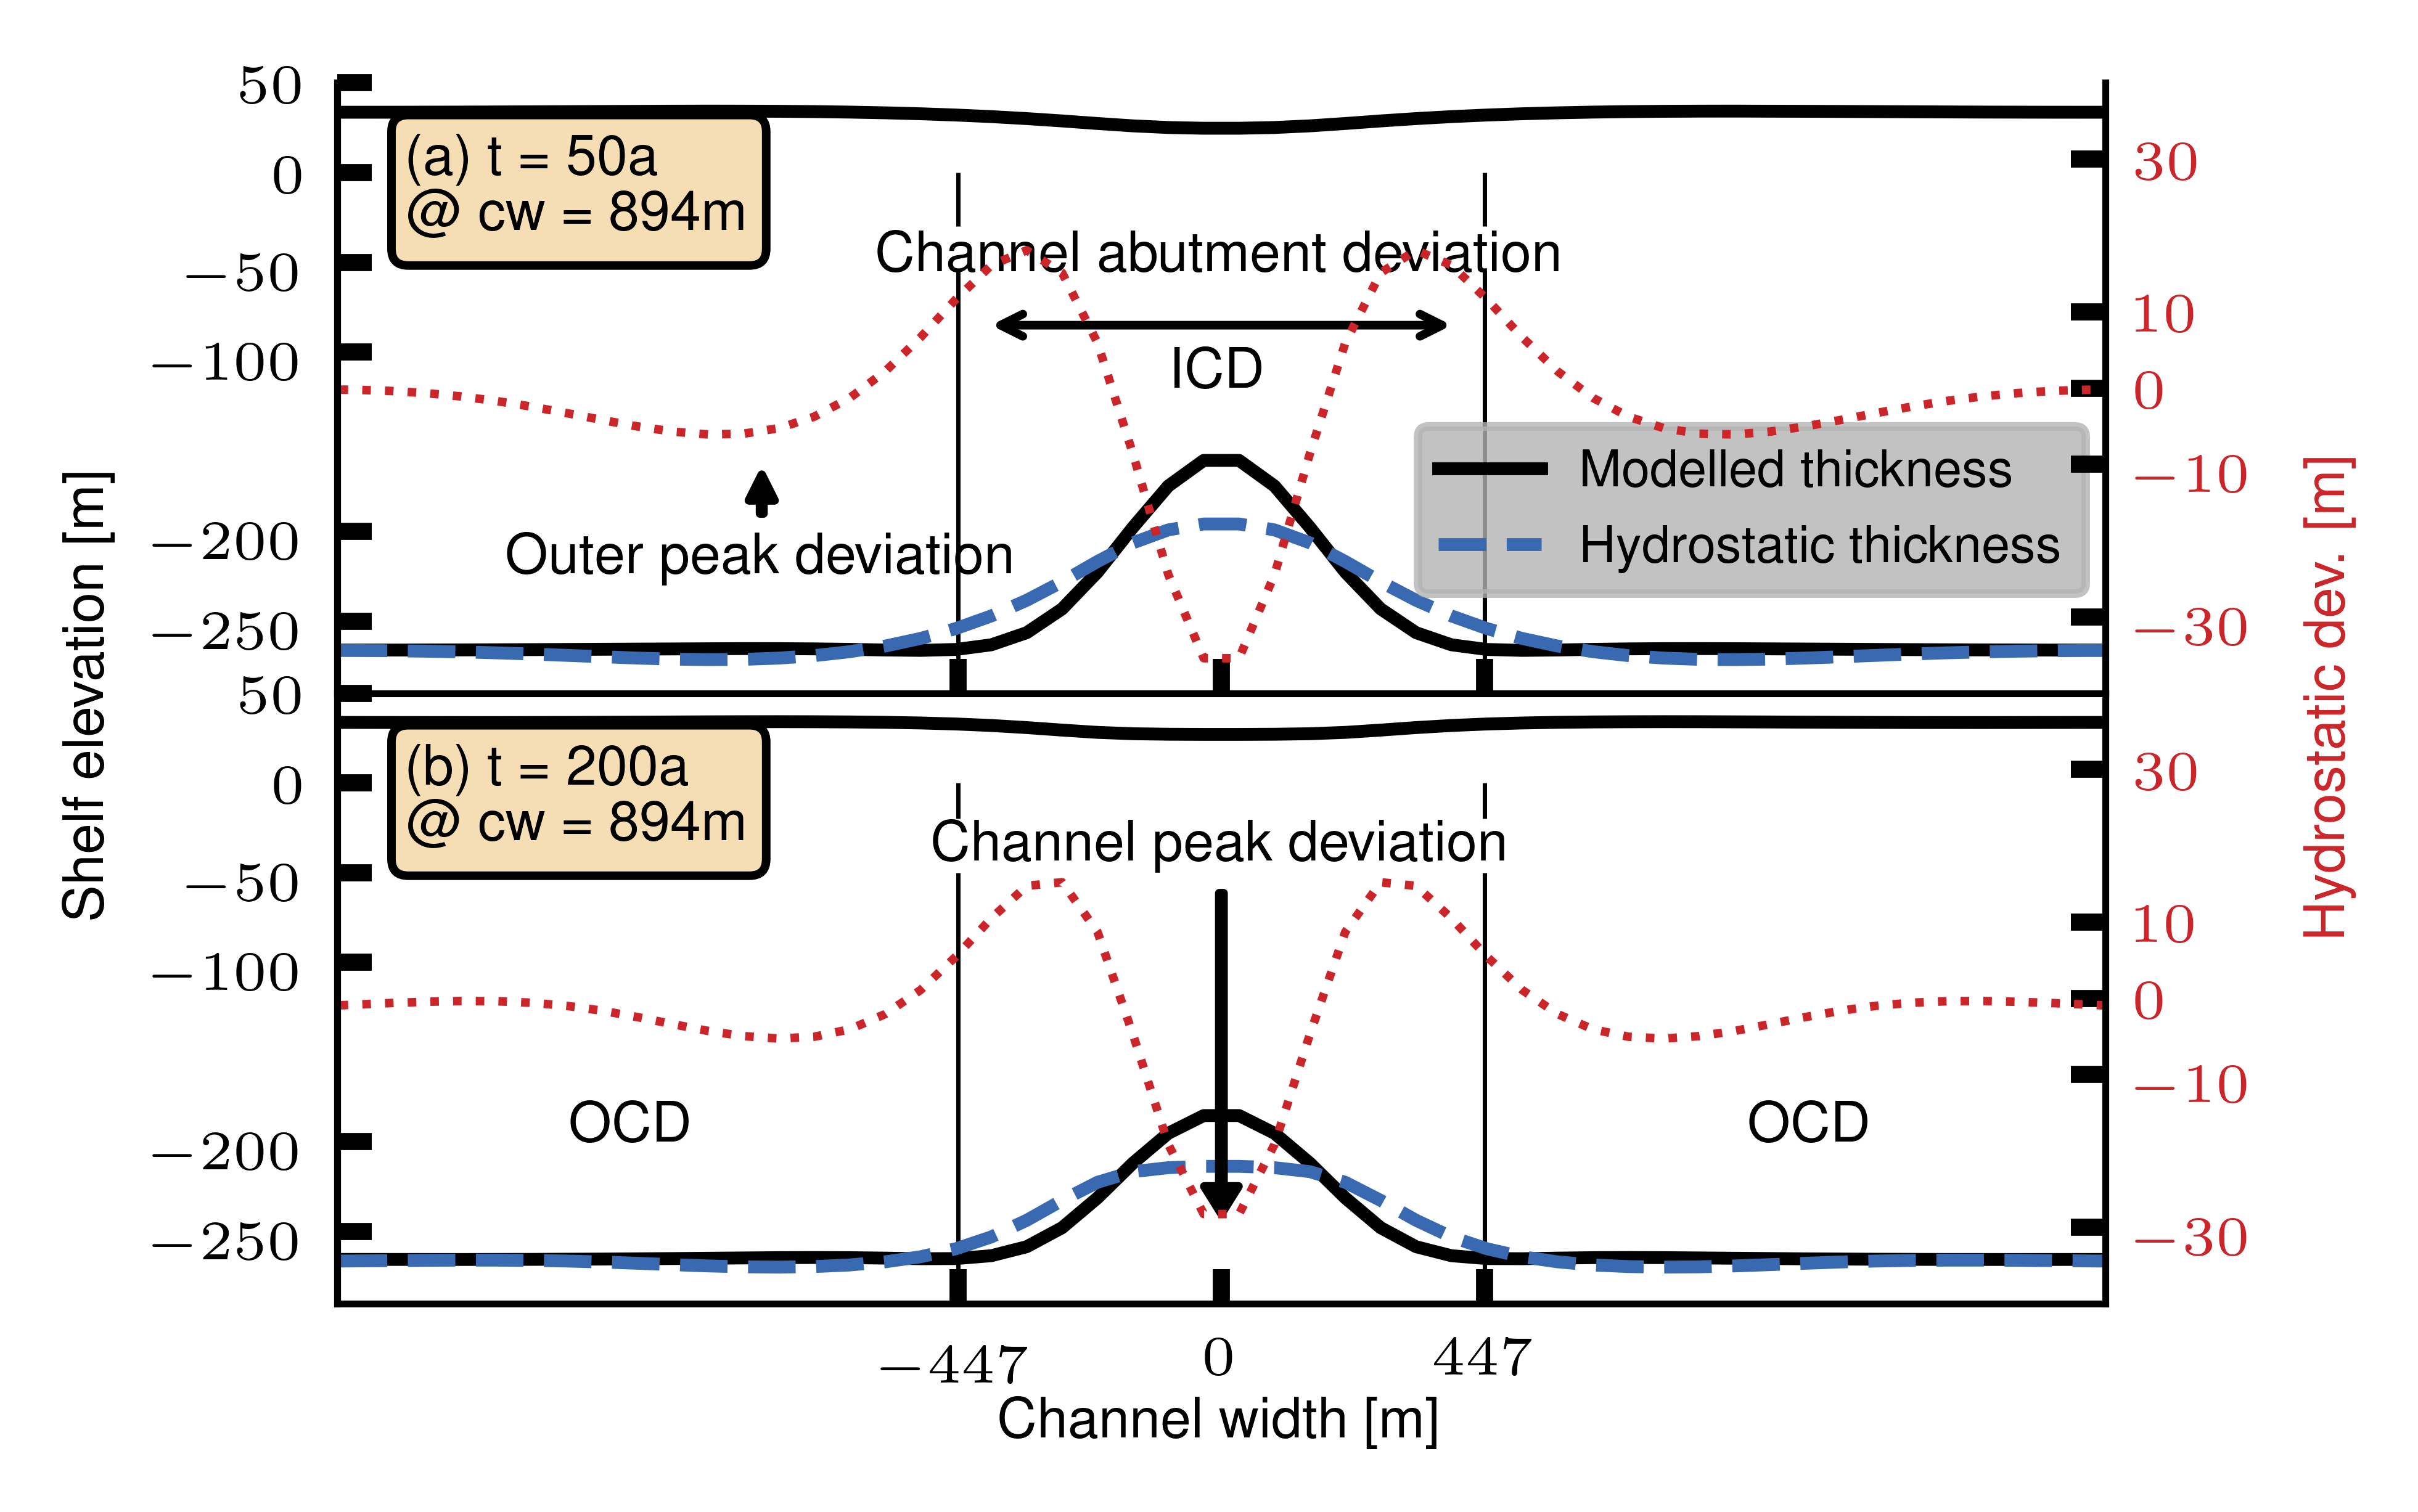 50
0
−50
−100
−200
−250
(a) t = 50a
@ cw = 894m
Channel abutment deviation
ICD
Outer peak deviation
Modelled thickness
Hydrostatic thickness
30
10
0
−10
−30
Shelf elevation [m]
Hydrostatic dev. [m]
50
0
−50
−100
−200
−250
(b) t = 200a
@ cw = 894m
Channel peak deviation
OCD
OCD
30
10
0
−10
−30
−447
0
447
Channel width [m]